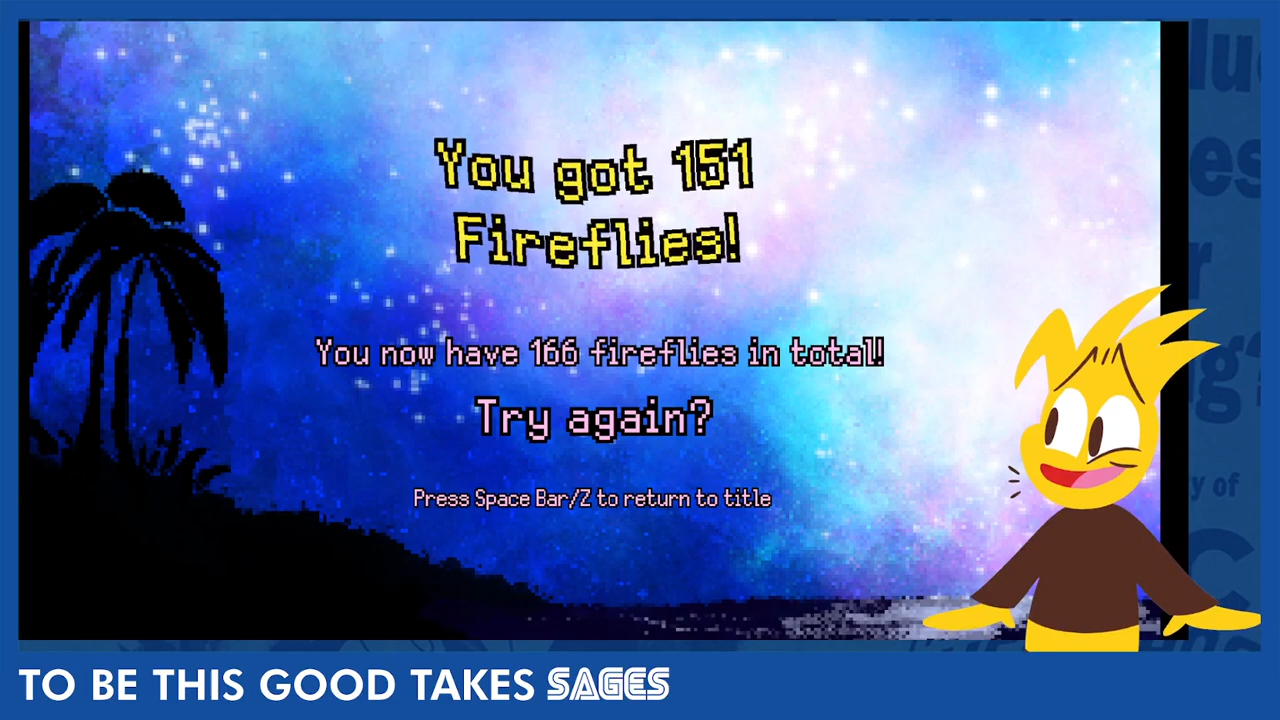 You got 151
Fireflies!
You now have 166 fireflies in total!
Try again?
Press Space Bar/Z to return to title
TO BE THIS GOOD TAKES SAGES